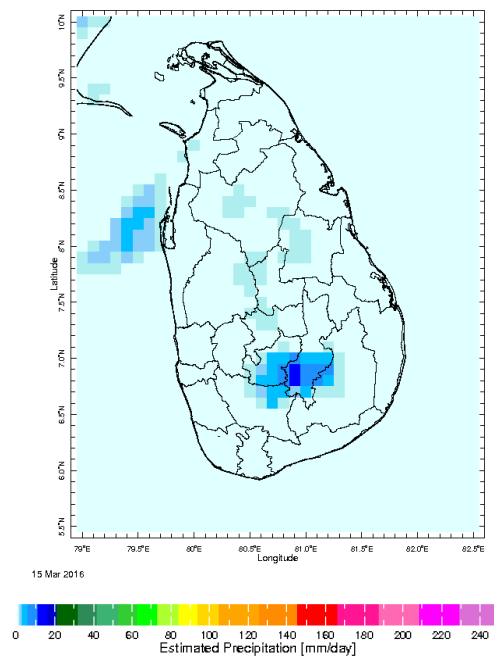 10°N
9.5°N
9°N
8.5°N
8°N
7.5°N
7.0°N
6.5°N
6.0°N
5.5°N
Latitude
79°E 79.5°E 80°E 80.5°E 81.0°E 81.5°E 82.0°E 82.5°E
Longitude
15 Mar 2016
0 20 40 60 80 100 120 140 160 180 200 220 240
Estimated Precipitation [mm/day]